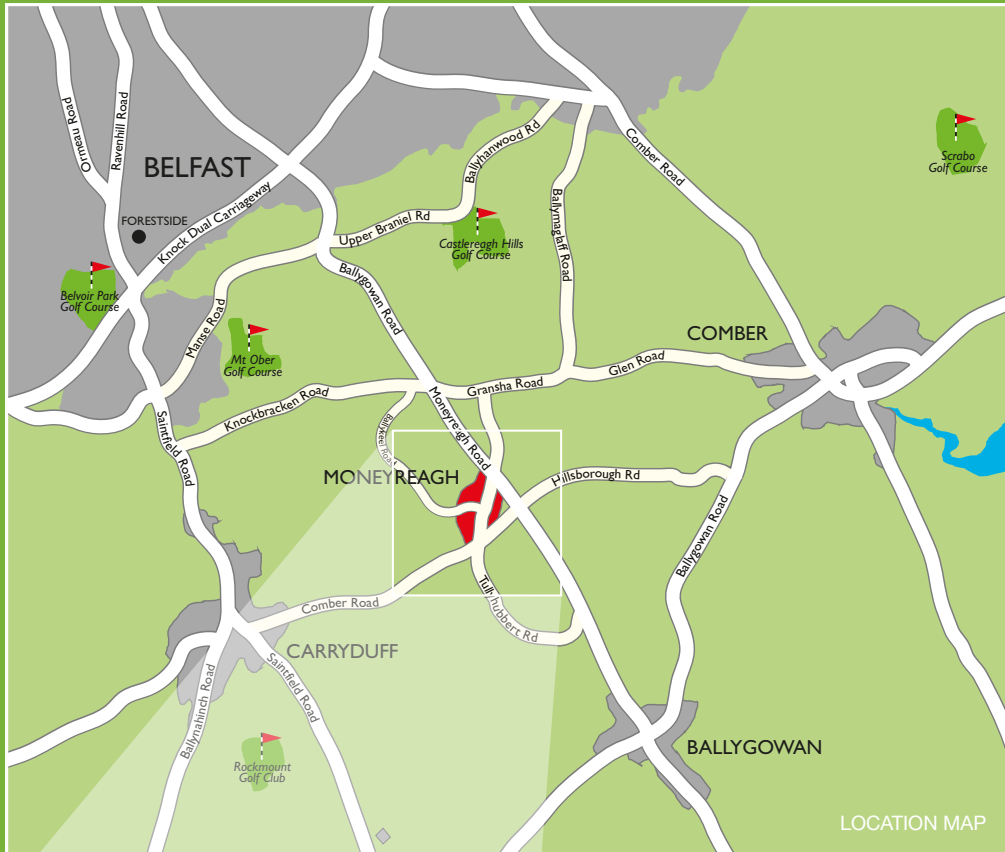 Ormeau Road
Ravenhill Road
BELFAST
FORESTSIDE
Knock Dual Carriageway
Belvoir Park
Golf Course
Manse Road
Mt Ober
Golf Course
Upper Braniel Rd
Ballyhanwood Rd
Castlereagh Hills
Golf Course
Ballygowan Road
Ballymaglaff Road
Comber Road
Scrabo
Golf Course
COMBER
Glen Road
Gransha Road
Knockbracken Road
Saintfield Road
Ballykeel Road
Moneyreagh Road
MONEYREAGH
Hillsborough Rd
Ballygowan Road
Tullyhubbert Rd
Comber Road
CARRYDUFF
Saintfield Road
Ballynahinch Road
Rockmount
Golf Club
BALLYGOWAN
LOCATION MAP